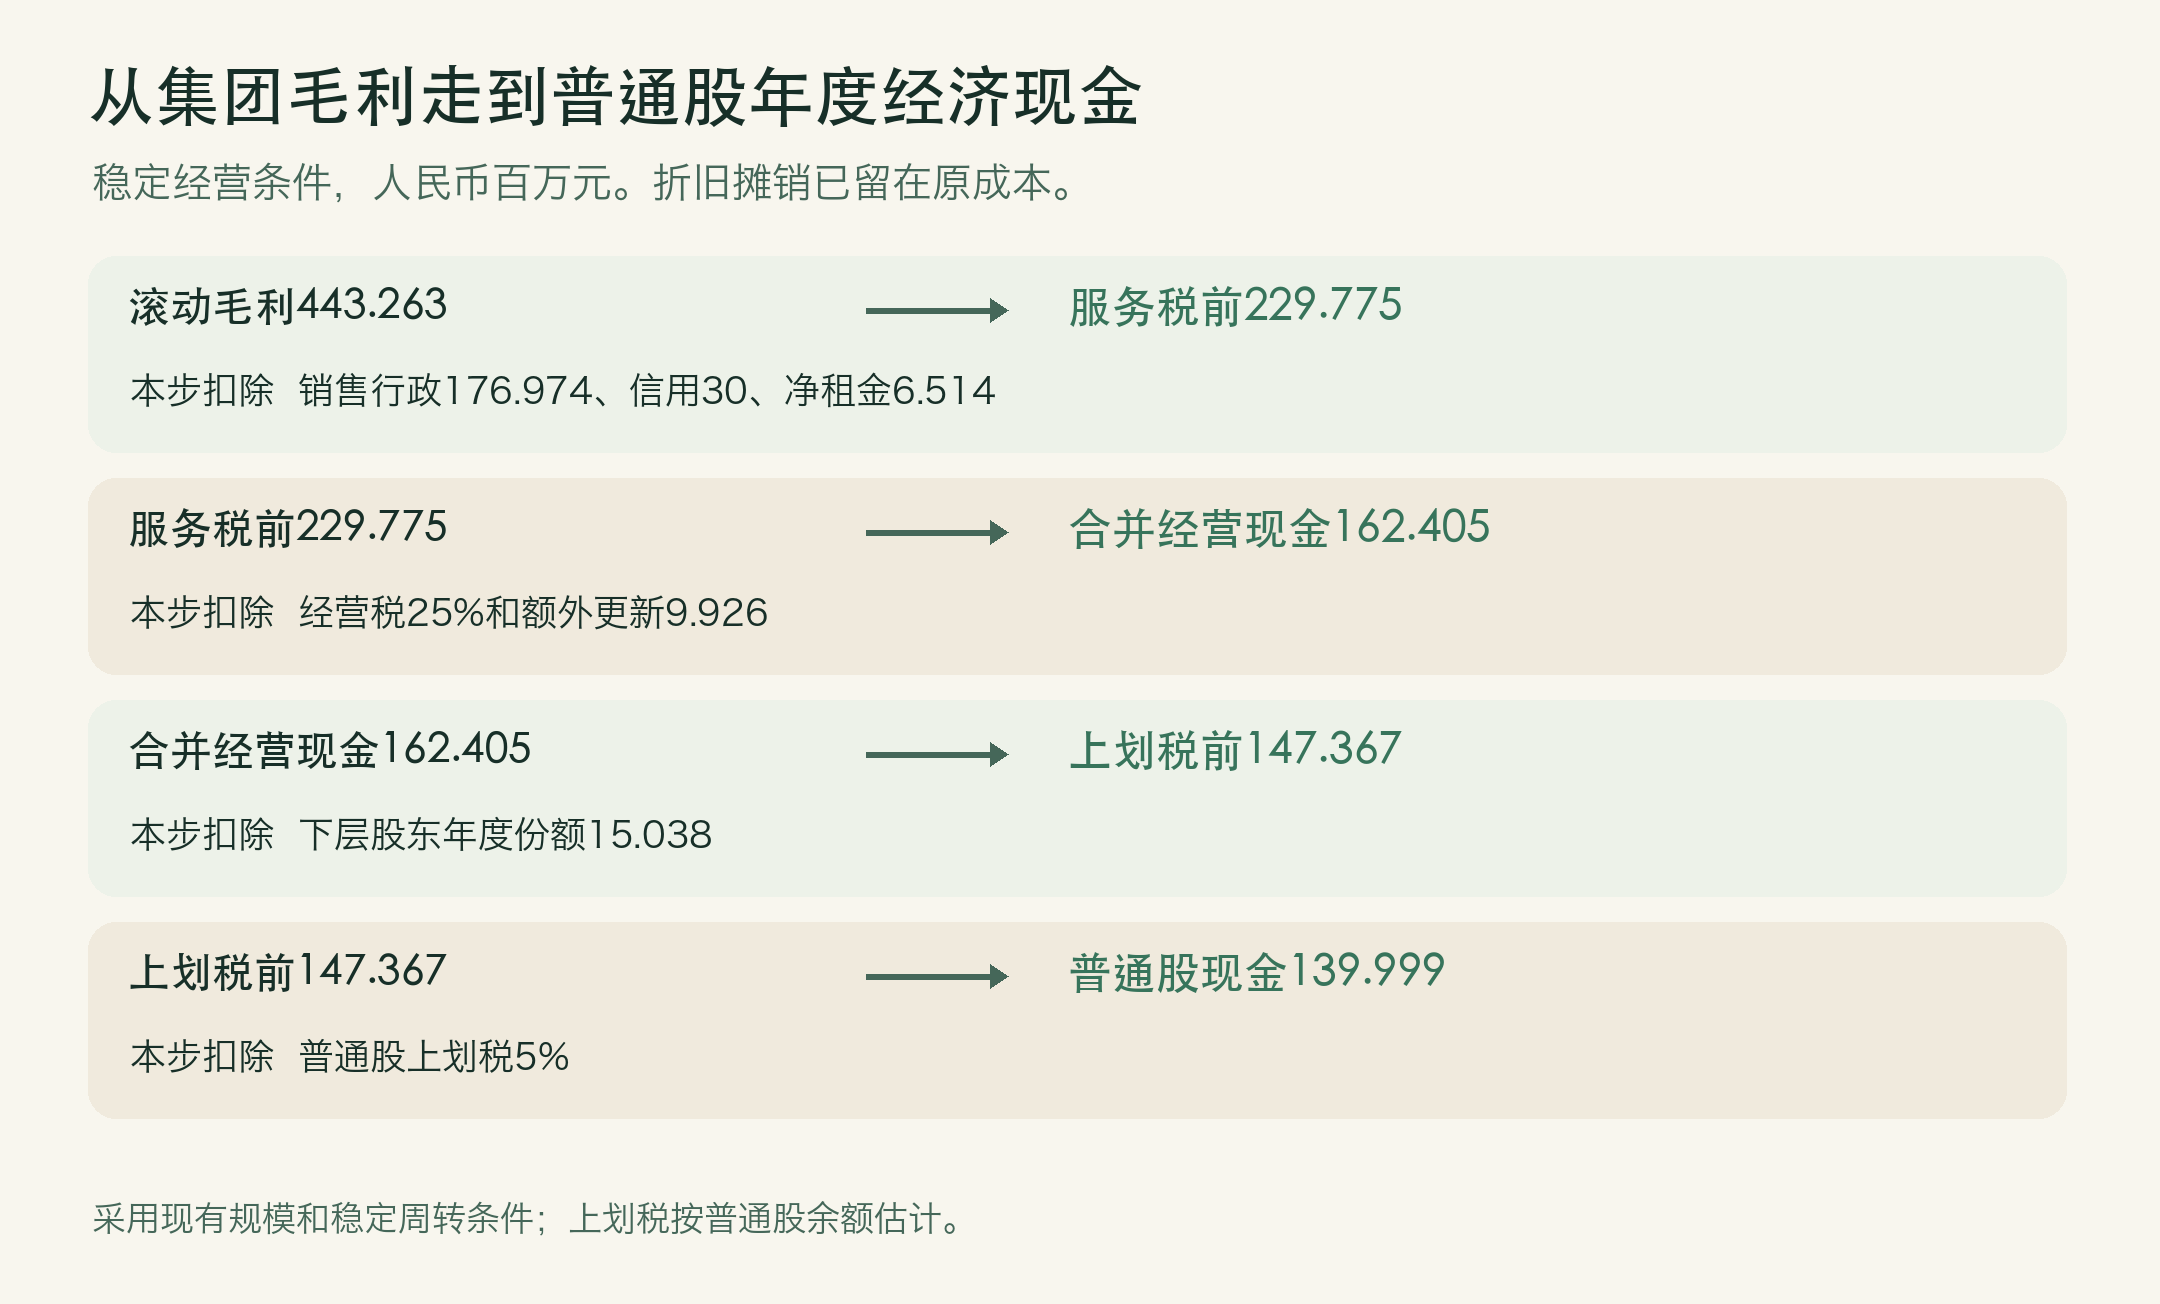 从集团毛利走到普通股年度经济现金
稳定经营条件，人民币百万元。折旧摊销已留在原成本。
滚动毛利443.263 服务税前229.775
本步扣除 销售行政176.974、信用30、净租金6.514
服务税前229.775 合并经营现金162.405
本步扣除 经营税25%和额外更新9.926
合并经营现金162.405 上划税前147.367
本步扣除 下层股东年度份额15.038
上划税前147.367 普通股现金139.999
本步扣除 普通股上划税5%
采用现有规模和稳定周转条件；上划税按普通股余额估计。